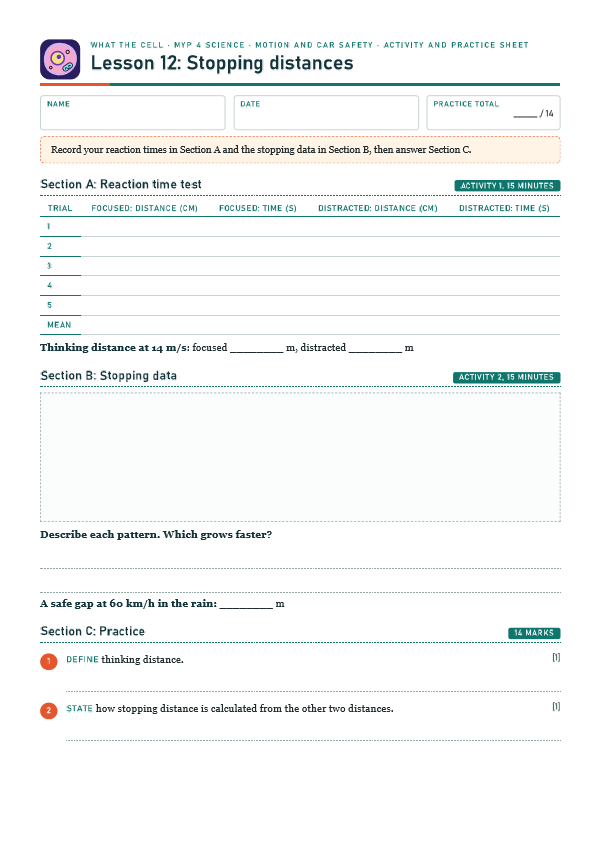 WHAT THE CELL · MYP 4 SCIENCE · MOTION AND CAR SAFETY · ACTIVITY AND PRACTICE SHEET
Lesson 12: Stopping distances
NAME
DATE
PRACTICE TOTAL
_____ / 14
Record your reaction times in Section A and the stopping data in Section B, then answer Section C.
Section A: Reaction time test
ACTIVITY 1, 15 MINUTES
TRIAL FOCUSED: DISTANCE (CM) FOCUSED: TIME (S) DISTRACTED: DISTANCE (CM) DISTRACTED: TIME (S)
1
2
3
4
5
MEAN
Thinking distance at 14 m/s: focused ________ m, distracted ________ m
Section B: Stopping data
ACTIVITY 2, 15 MINUTES
Describe each pattern. Which grows faster?
A safe gap at 60 km/h in the rain: ________ m
Section C: Practice
14 MARKS
1 DEFINE thinking distance. [1]
2 STATE how stopping distance is calculated from the other two distances. [1]